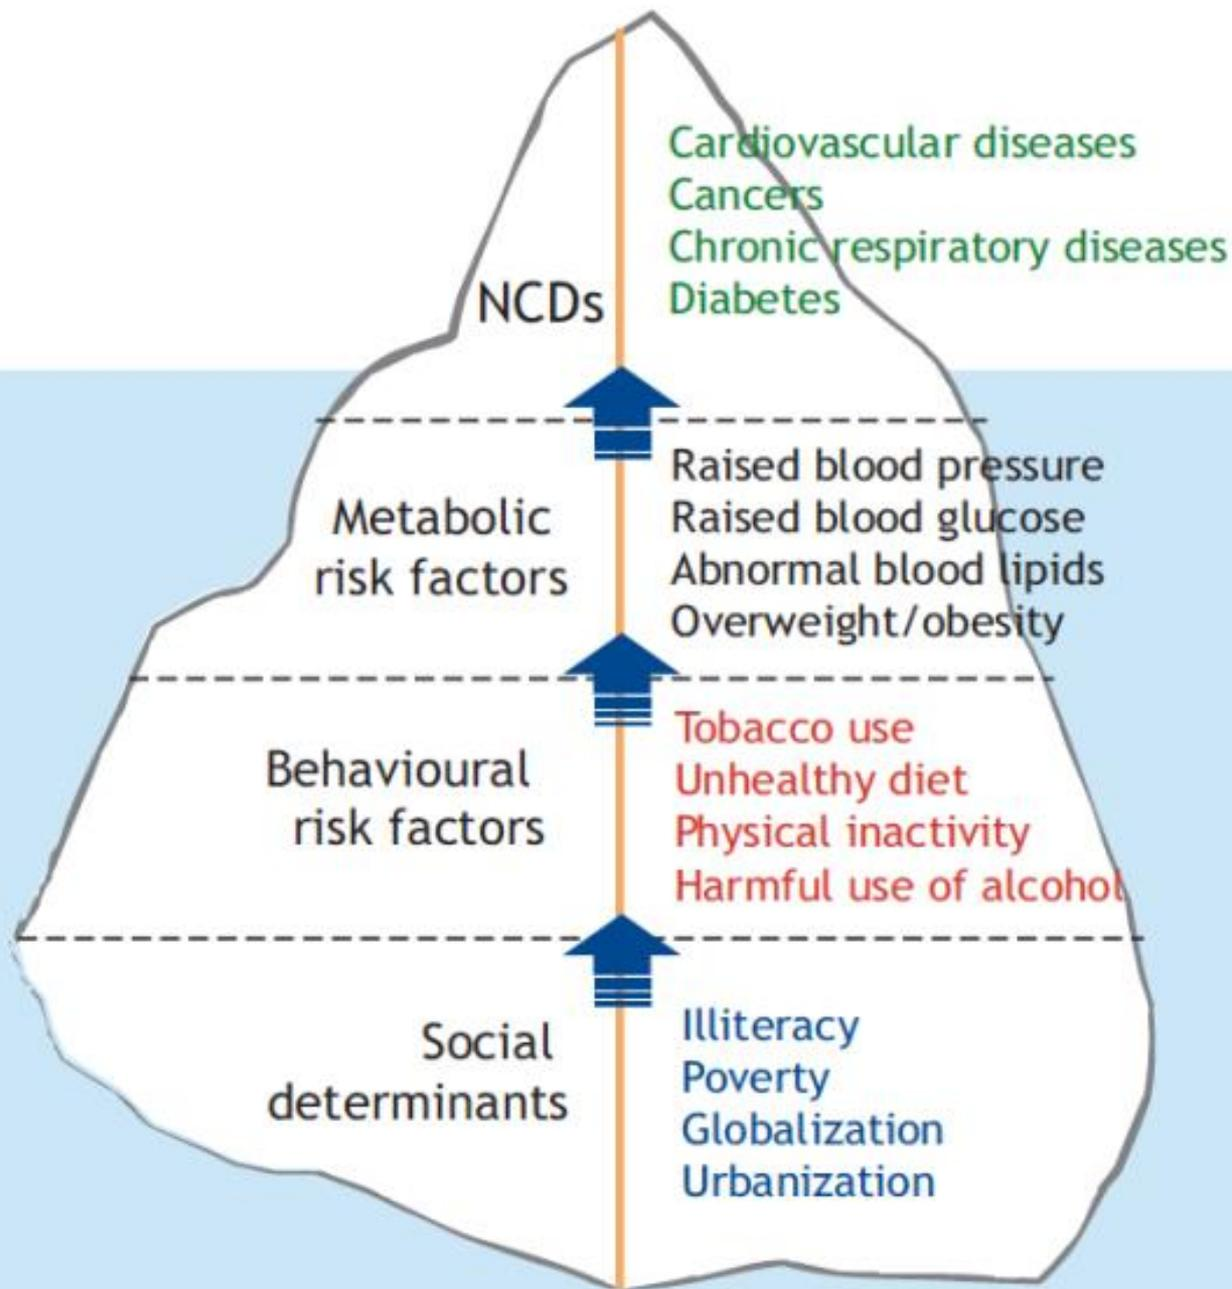 Cardiovascular diseases
Cancers
Chronic respiratory diseases
Diabetes
NCDs
Metabolic
risk factors
Raised blood pressure
Raised blood glucose
Abnormal blood lipids
Overweight/obesity
Behavioural
risk factors
Tobacco use
Unhealthy diet
Physical inactivity
Harmful use of alcohol
Social
determinants
Illiteracy
Poverty
Globalization
Urbanization